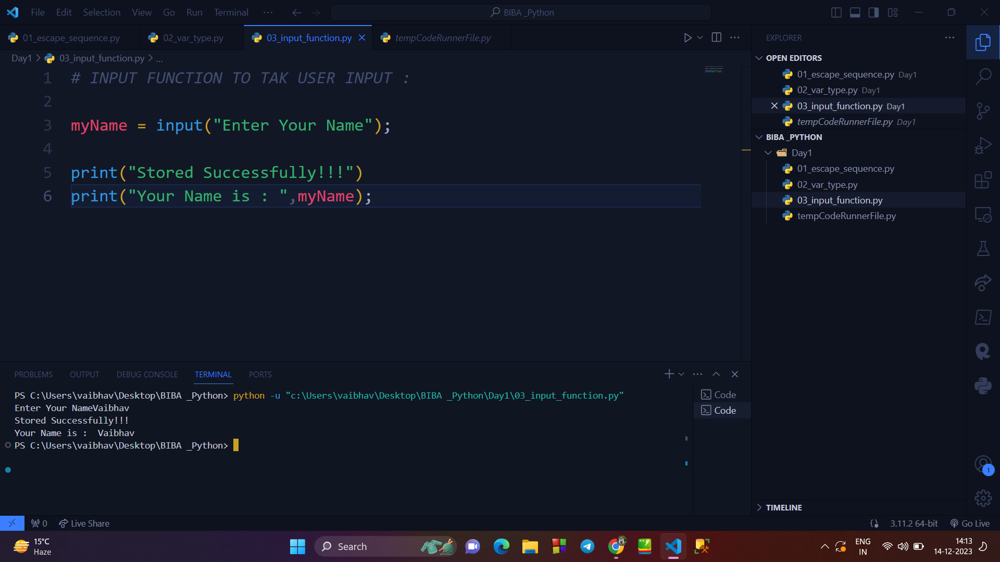 File Edit Selection View Go Run Terminal ... BIBA _Python
01_escape_sequence.py 02_var_type.py 03_input_function.py tempCodeRunnerFile.py
Day1 > 03_input_function.py > ...
1 # INPUT FUNCTION TO TAK USER INPUT :
2
3 myName = input("Enter Your Name");
4
5 print("Stored Successfully!!!")
6 print("Your Name is : ",myName);
EXPLORER
OPEN EDITORS
01_escape_sequence.py Day1
02_var_type.py Day1
03_input_function.py Day1
tempCodeRunnerFile.py Day1
BIBA _PYTHON
Day1
01_escape_sequence.py
02_var_type.py
03_input_function.py
tempCodeRunnerFile.py
TIMELINE
PROBLEMS OUTPUT DEBUG CONSOLE TERMINAL PORTS
PS C:\Users\vaibhav\Desktop\BIBA _Python> python -u "c:\Users\vaibhav\Desktop\BIBA _Python\Day1\03_input_function.py"
Enter Your NameVaibhav
Stored Successfully!!!
Your Name is :  Vaibhav
PS C:\Users\vaibhav\Desktop\BIBA _Python>
Code
Code
1
0 Live Share 3.11.2 64-bit Go Live
15°C
Haze
Search
ENG
IN
14:13
14-12-2023